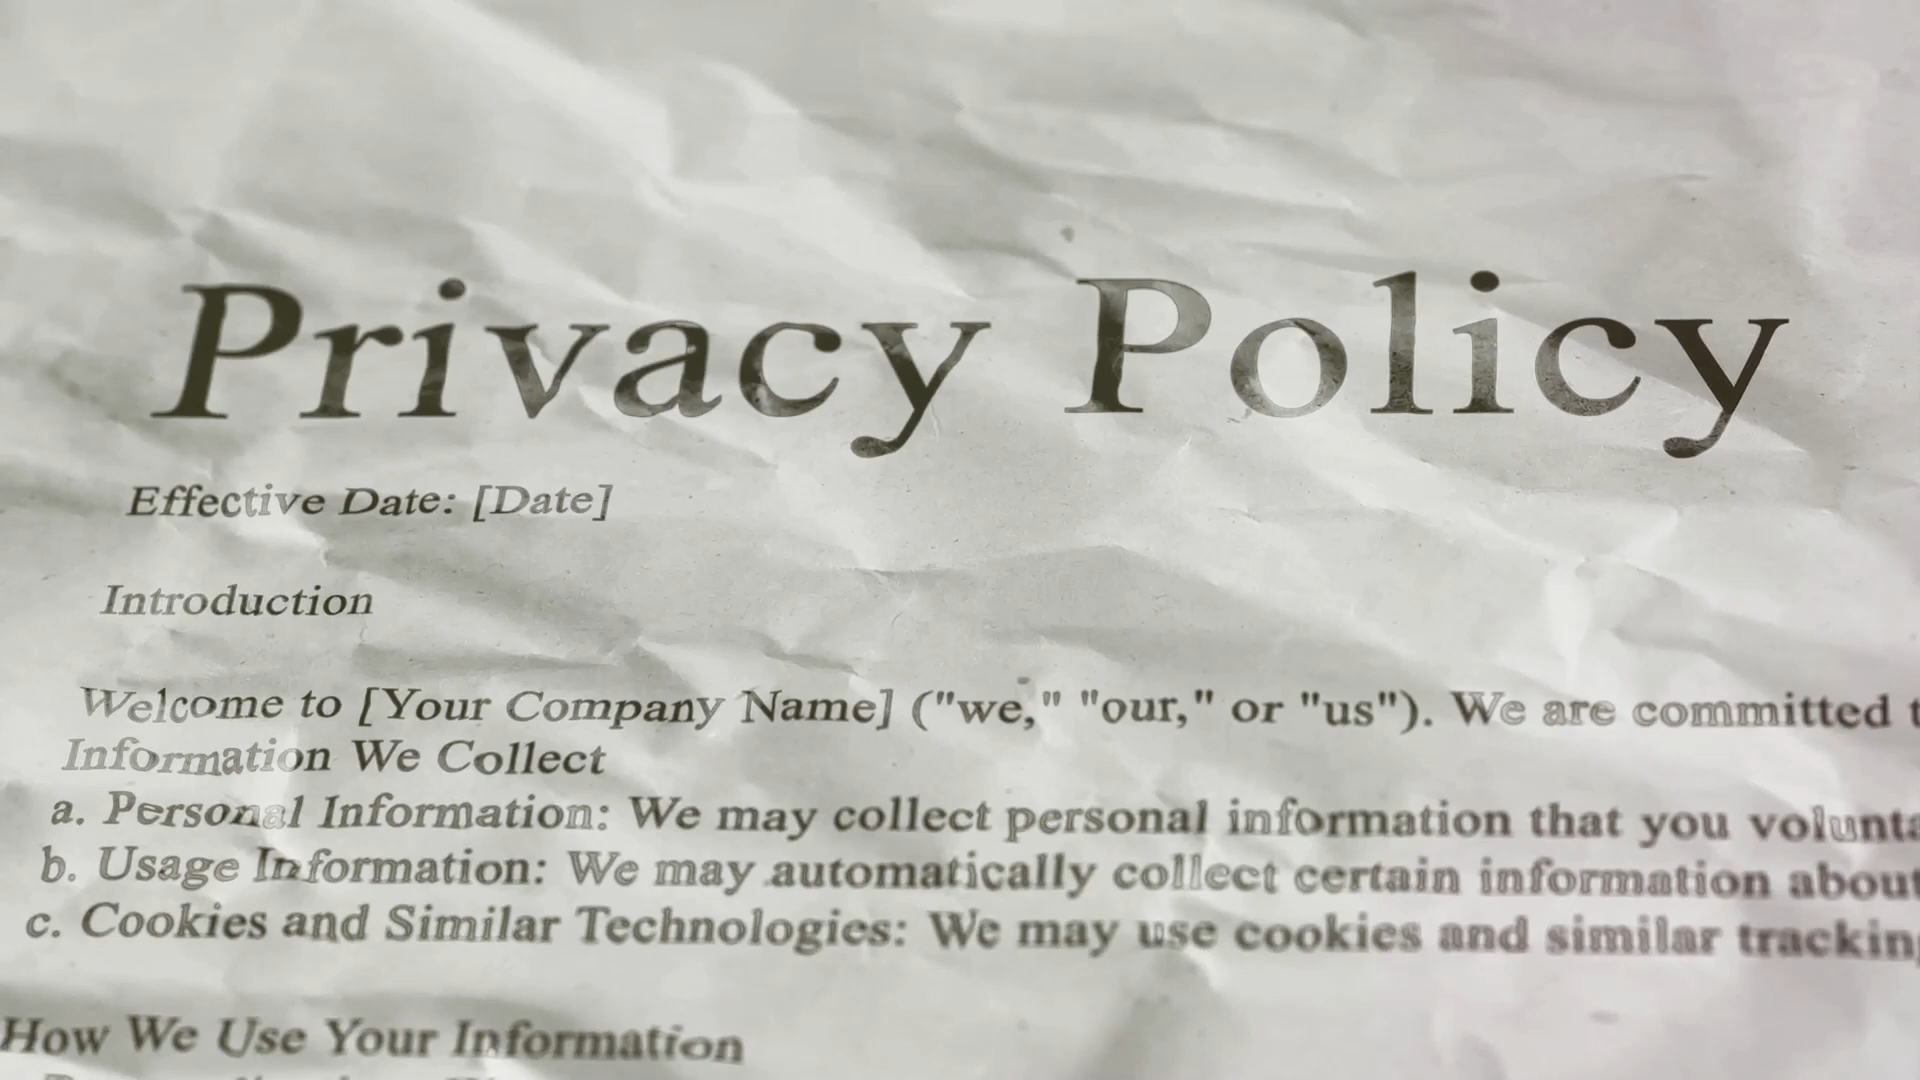 Privacy Policy
Effective Date: [Date]
Introduction
Welcome to [Your Company Name] ("we," "our," or "us"). We are committed
Information We Collect
a. Personal Information: We may collect personal information that you
b. Usage Information: We may automatically collect certain information about
c. Cookies and Similar Technologies: We may use cookies and similar
How We Use Your Information